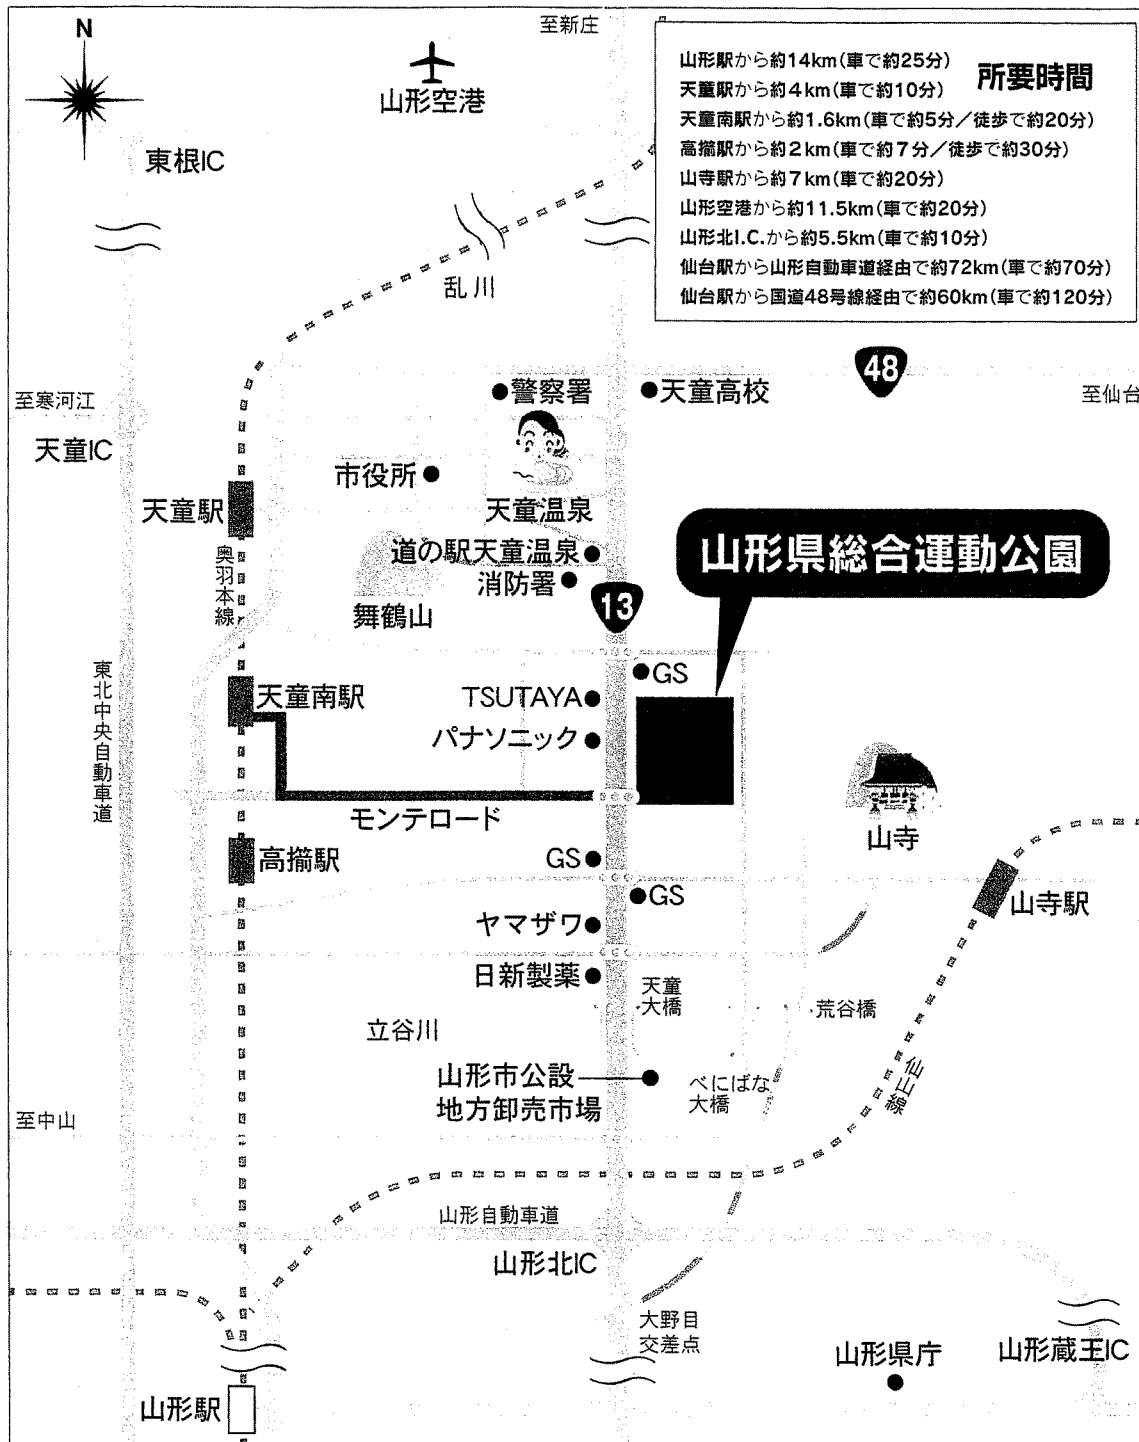 N
至新庄
山形空港
東根IC
所要時間
山形駅から約14km(車で約25分)
天童駅から約4km(車で約10分)
天童南駅から約1.6km(車で約5分／徒歩で約20分)
高擶駅から約2km(車で約7分／徒歩で約30分)
山寺駅から約7km(車で約20分)
山形空港から約11.5km(車で約20分)
山形北I.C.から約5.5km(車で約10分)
仙台駅から山形自動車道経由で約72km(車で約70分)
仙台駅から国道48号線経由で約60km(車で約120分)
乱川
48
至寒河江
警察署
天童高校
至仙台
天童IC
市役所
天童駅
天童温泉
奥羽本線
道の駅天童温泉
消防署
舞鶴山
13
山形県総合運動公園
東北中央自動車道
天童南駅
TSUTAYA
GS
パナソニック
モンテロード
山寺
高擶駅
GS
GS
山寺駅
ヤマザワ
日新製薬
天童
大橋
荒谷橋
立谷川
山形市公設
地方卸売市場
べにばな
大橋
仙山線
至中山
山形自動車道
山形北IC
大野目
交差点
山形県庁
山形蔵王IC
山形駅